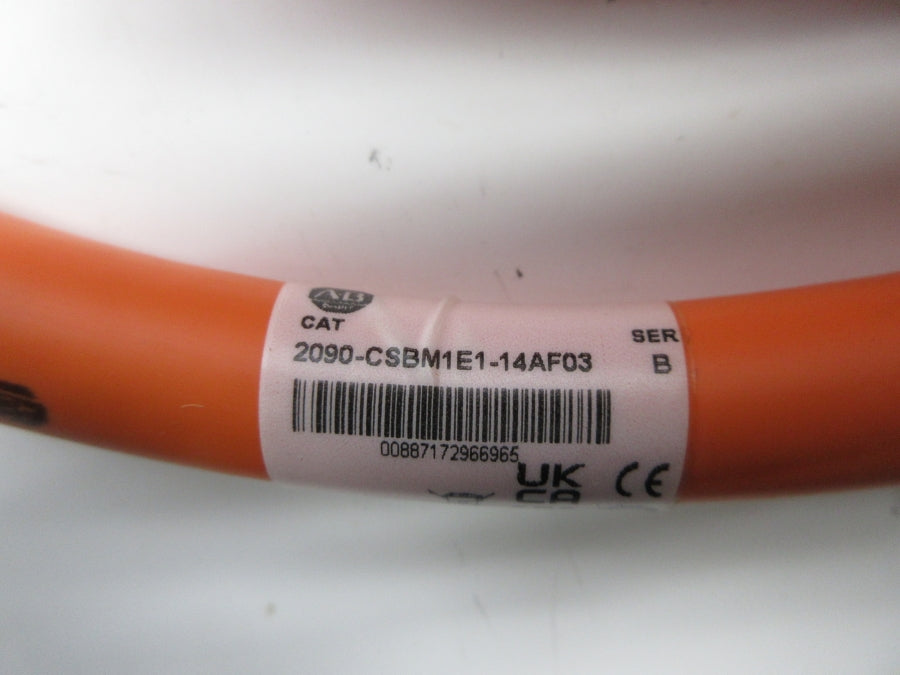 AB
CAT
SER
2090-CSBM1E1-14AF03
B
00887172966965
UK
CA
CE